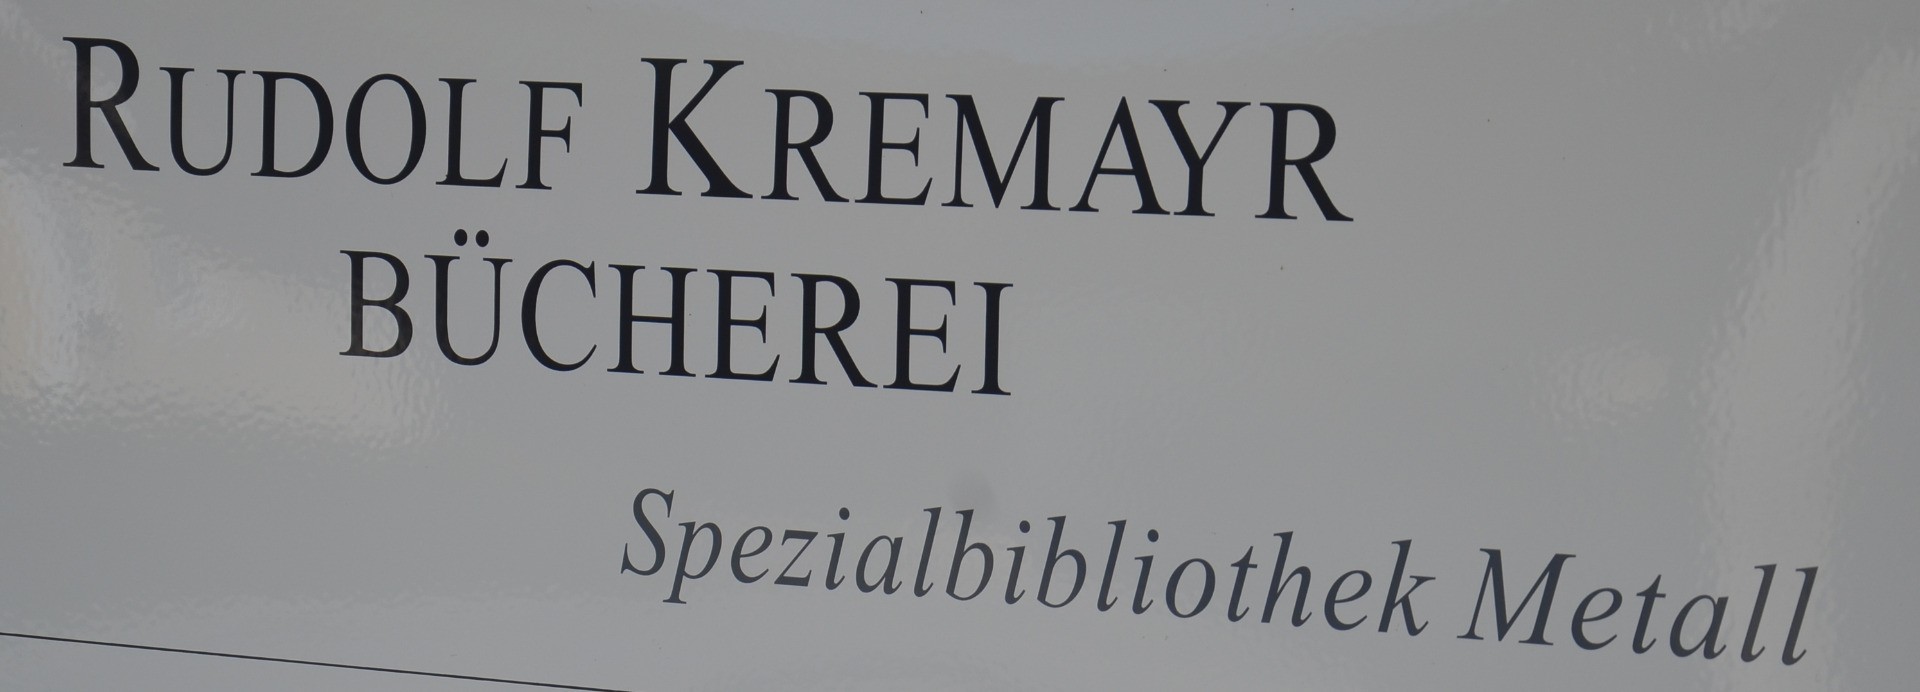 RUDOLF KREMAYR
BÜCHEREI
Spezialbibliothek Metall